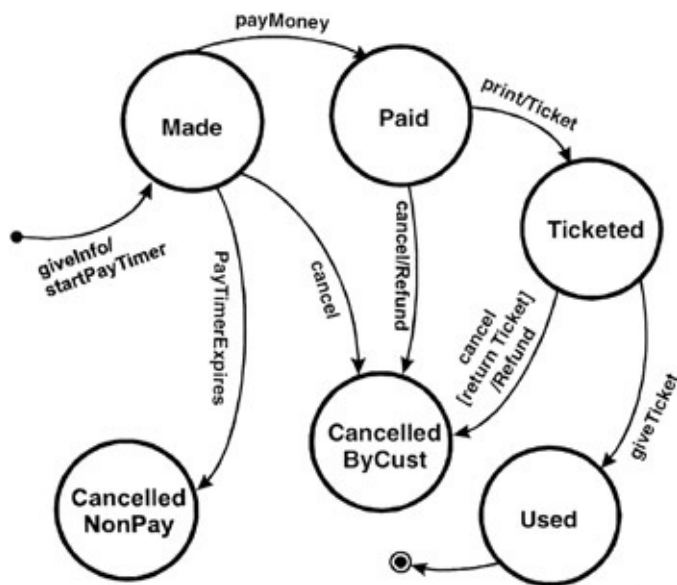 payMoney
print/Ticket
Made
Paid
Ticketed
giveInfo/
startPayTimer
PayTimerExpires
cancel
cancel/Refund
cancel
[return Ticket]
/Refund
giveTicket
Cancelled
ByCust
Cancelled
NonPay
Used